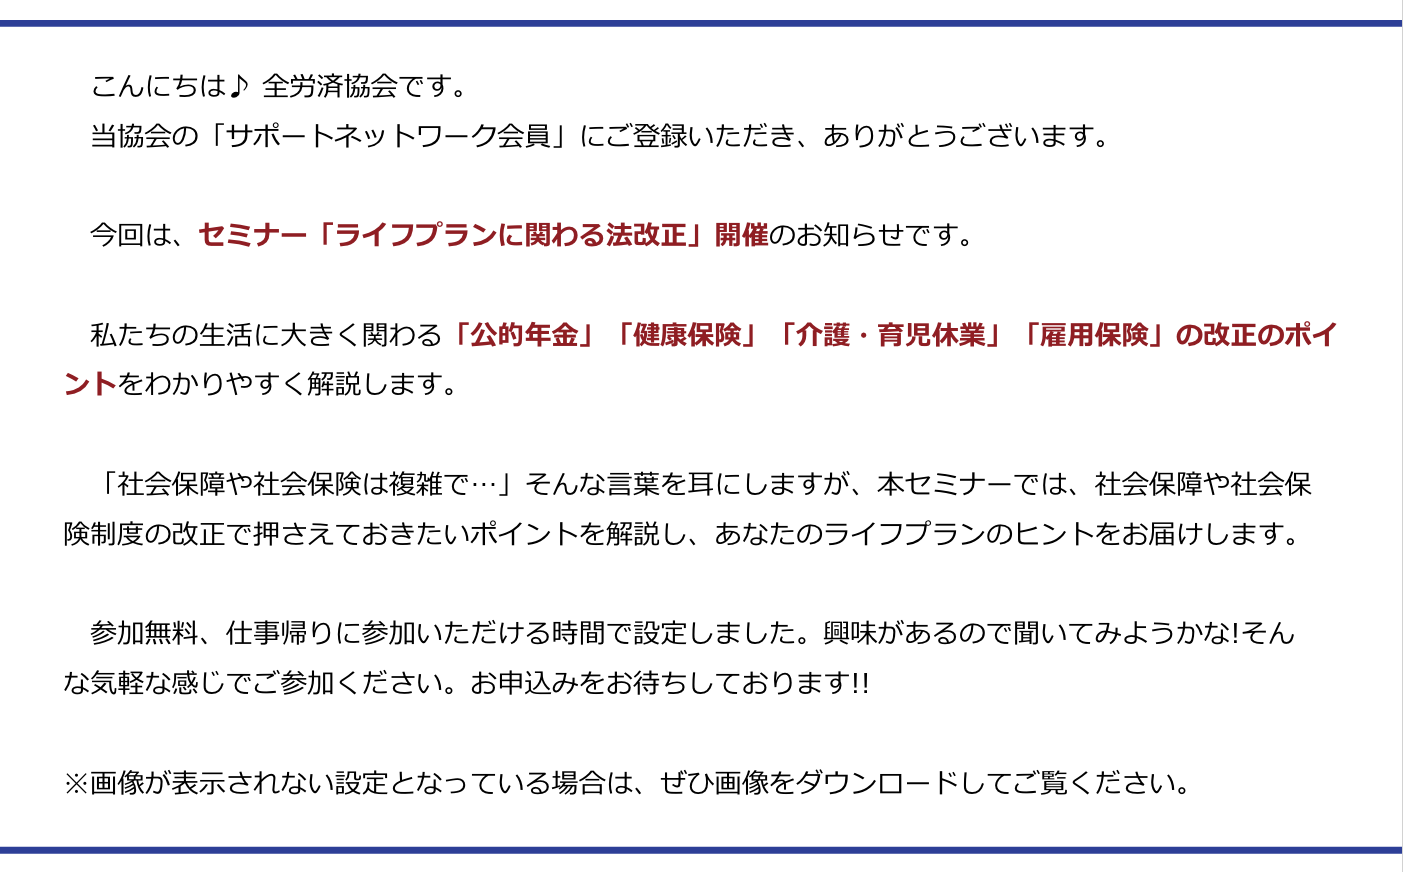 こんにちは♪ 全労済協会です。
当協会の「サポートネットワーク会員」にご登録いただき、ありがとうございます。
今回は、セミナー「ライフプランに関わる法改正」開催のお知らせです。
私たちの生活に大きく関わる「公的年金」「健康保険」「介護・育児休業」「雇用保険」の改正のポイ
ントをわかりやすく解説します。
「社会保障や社会保険は複雑で…」そんな言葉を耳にしますが、本セミナーでは、社会保障や社会保
険制度の改正で押さえておきたいポイントを解説し、あなたのライフプランのヒントをお届けします。
参加無料、仕事帰りに参加いただける時間で設定しました。興味があるので聞いてみようかな!そん
な気軽な感じでご参加ください。お申込みをお待ちしております!!
※画像が表示されない設定となっている場合は、ぜひ画像をダウンロードしてご覧ください。